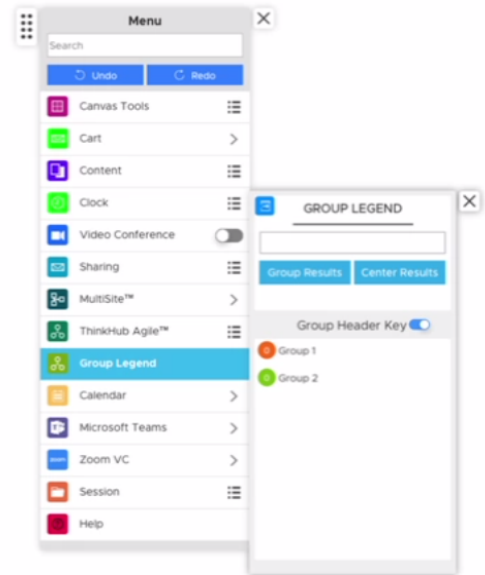 Menu
Search
Undo Redo
Canvas Tools
Cart
Content
Clock
Video Conference
Sharing
MultiSite™
ThinkHub Agile™
Group Legend
Calendar
Microsoft Teams
zoom Zoom VC
Session
Help
GROUP LEGEND
Group Results Center Results
Group Header Key
Group 1
Group 2